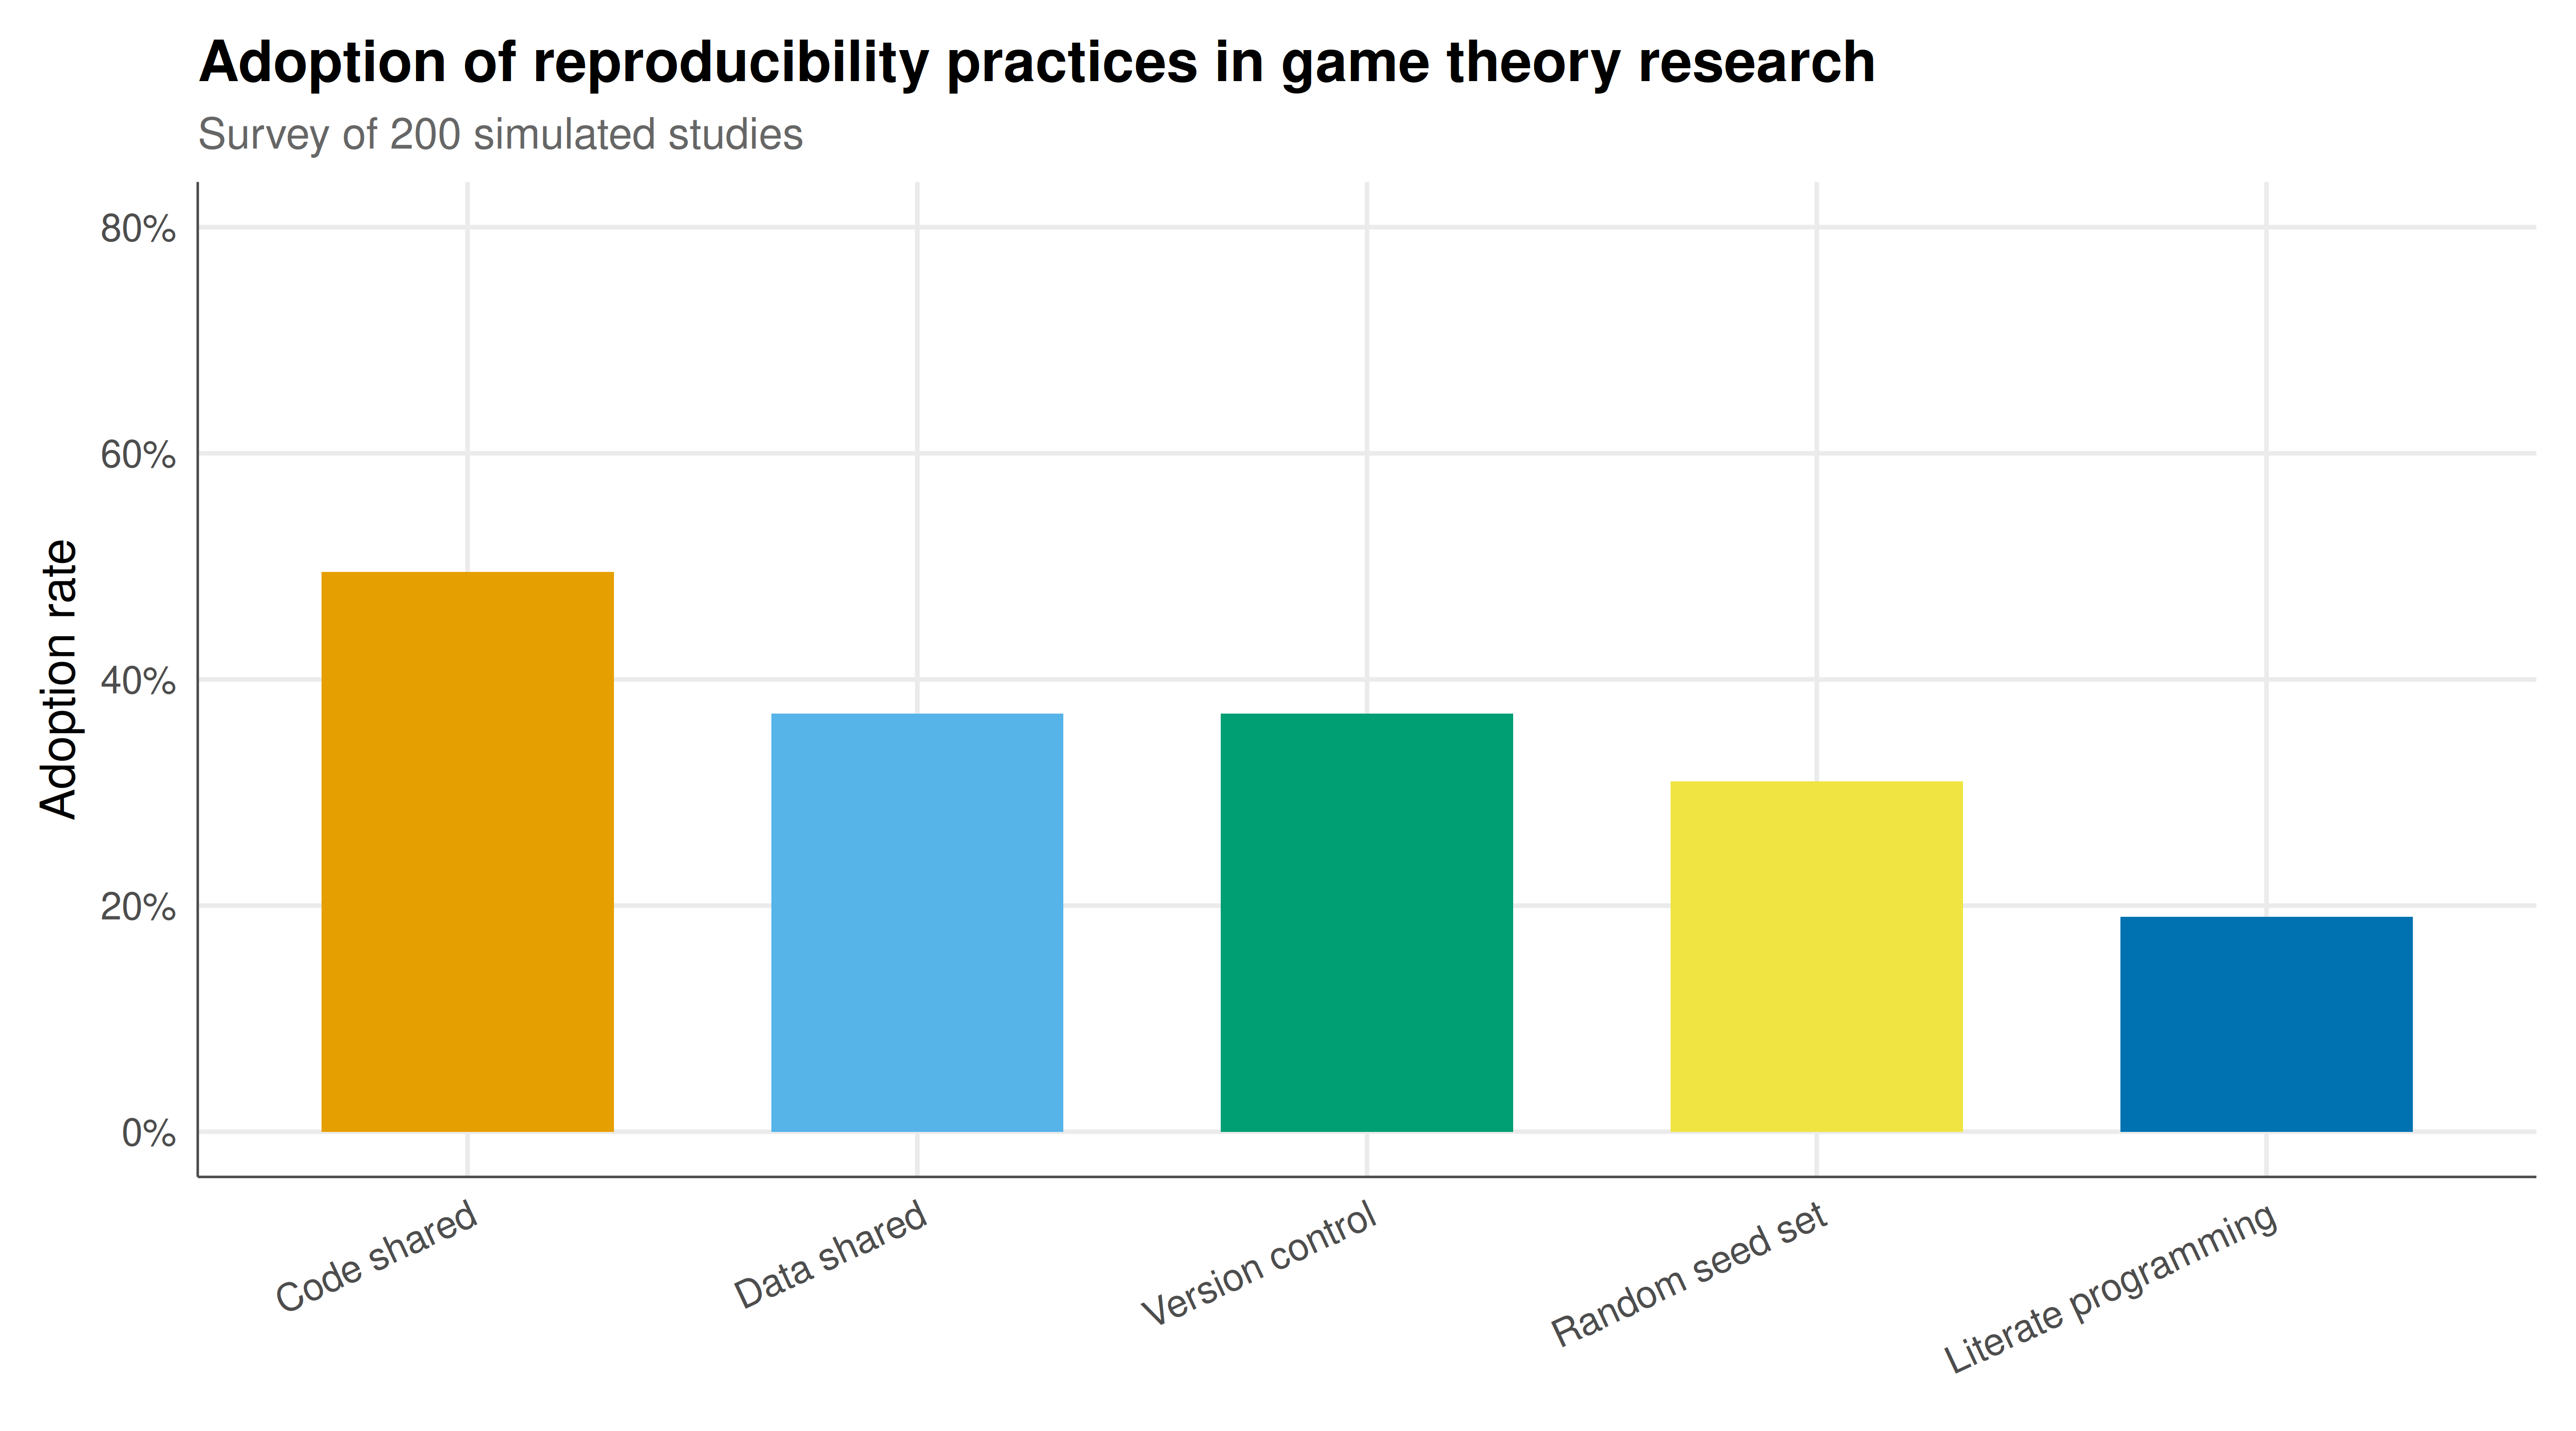 Adoption of reproducibility practices in game theory research
Survey of 200 simulated studies
Adoption rate
80%
60%
40%
20%
0%
Code shared
Data shared
Version control
Random seed set
Literate programming